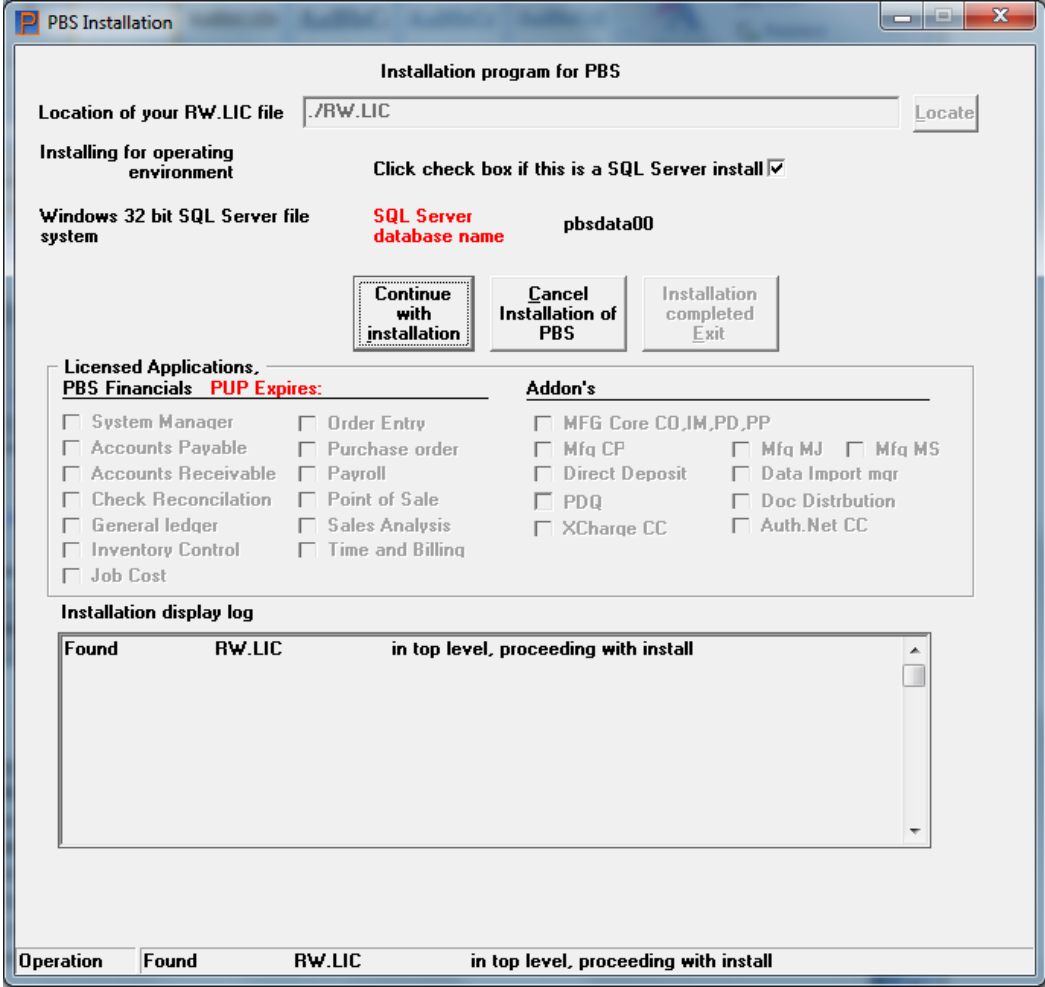 PBS Installation
Installation program for PBS
Location of your RW.LIC file ./RW.LIC Locate
Installing for operating
environment
Click check box if this is a SQL Server install
Windows 32 bit SQL Server file
system
SQL Server
database name
pbsdata00
Continue
with
installation
Cancel
Installation of
PBS
Installation
completed
Exit
Licensed Applications,
PBS Financials PUP Expires:
Addon's
System Manager Order Entry MFG Core CO,IM,PD,PP
Accounts Payable Purchase order Mfg CP Mfg MJ Mfg MS
Accounts Receivable Payroll Direct Deposit Data Import mgr
Check Reconcilation Point of Sale PDQ Doc Distrbution
General ledger Sales Analysis XCharge CC Auth.Net CC
Inventory Control Time and Billing
Job Cost
Installation display log
Found RW.LIC in top level, proceeding with install
Operation Found RW.LIC in top level, proceeding with install